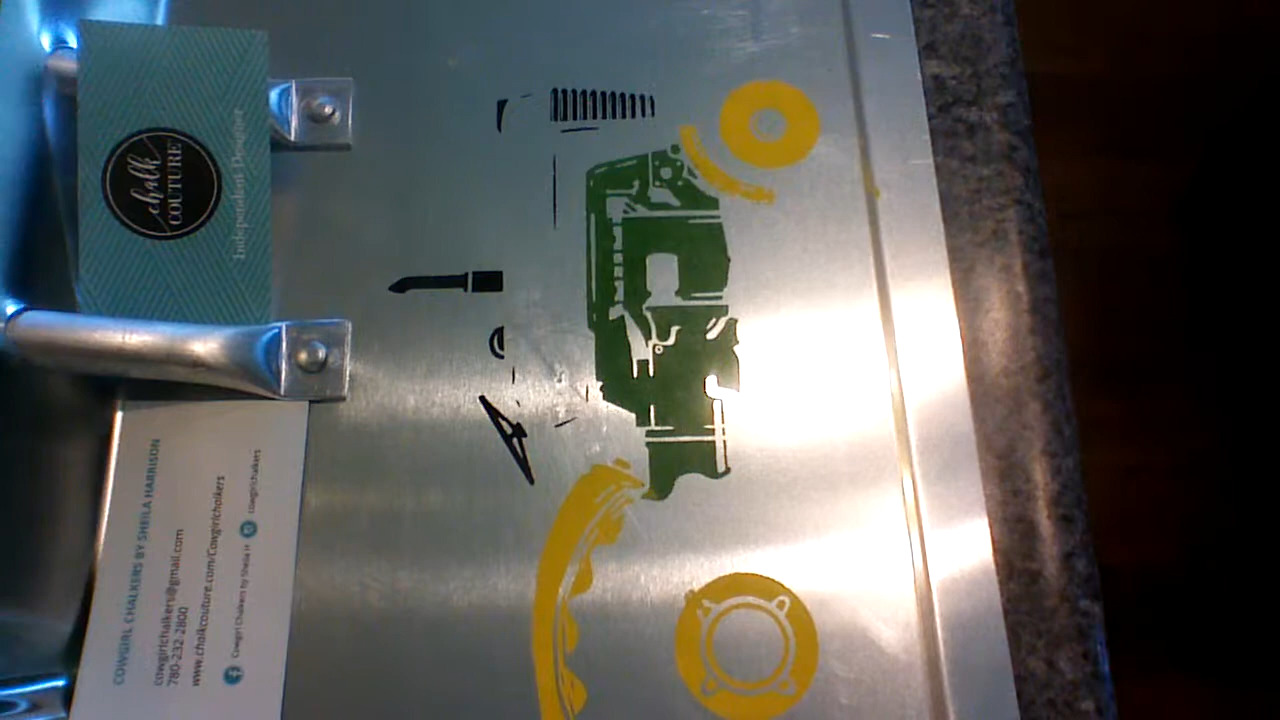 chalk
COUTURE
Independent Designer
COWGIRL CHALKERS BY SHEILA HARRISON
cowgirlchalkers@gmail.com
780-232-2800
www.chalkcouture.com/Cowgirlchalkers
Cowgirl Chalkers by Sheila H
cowgirlchalkers